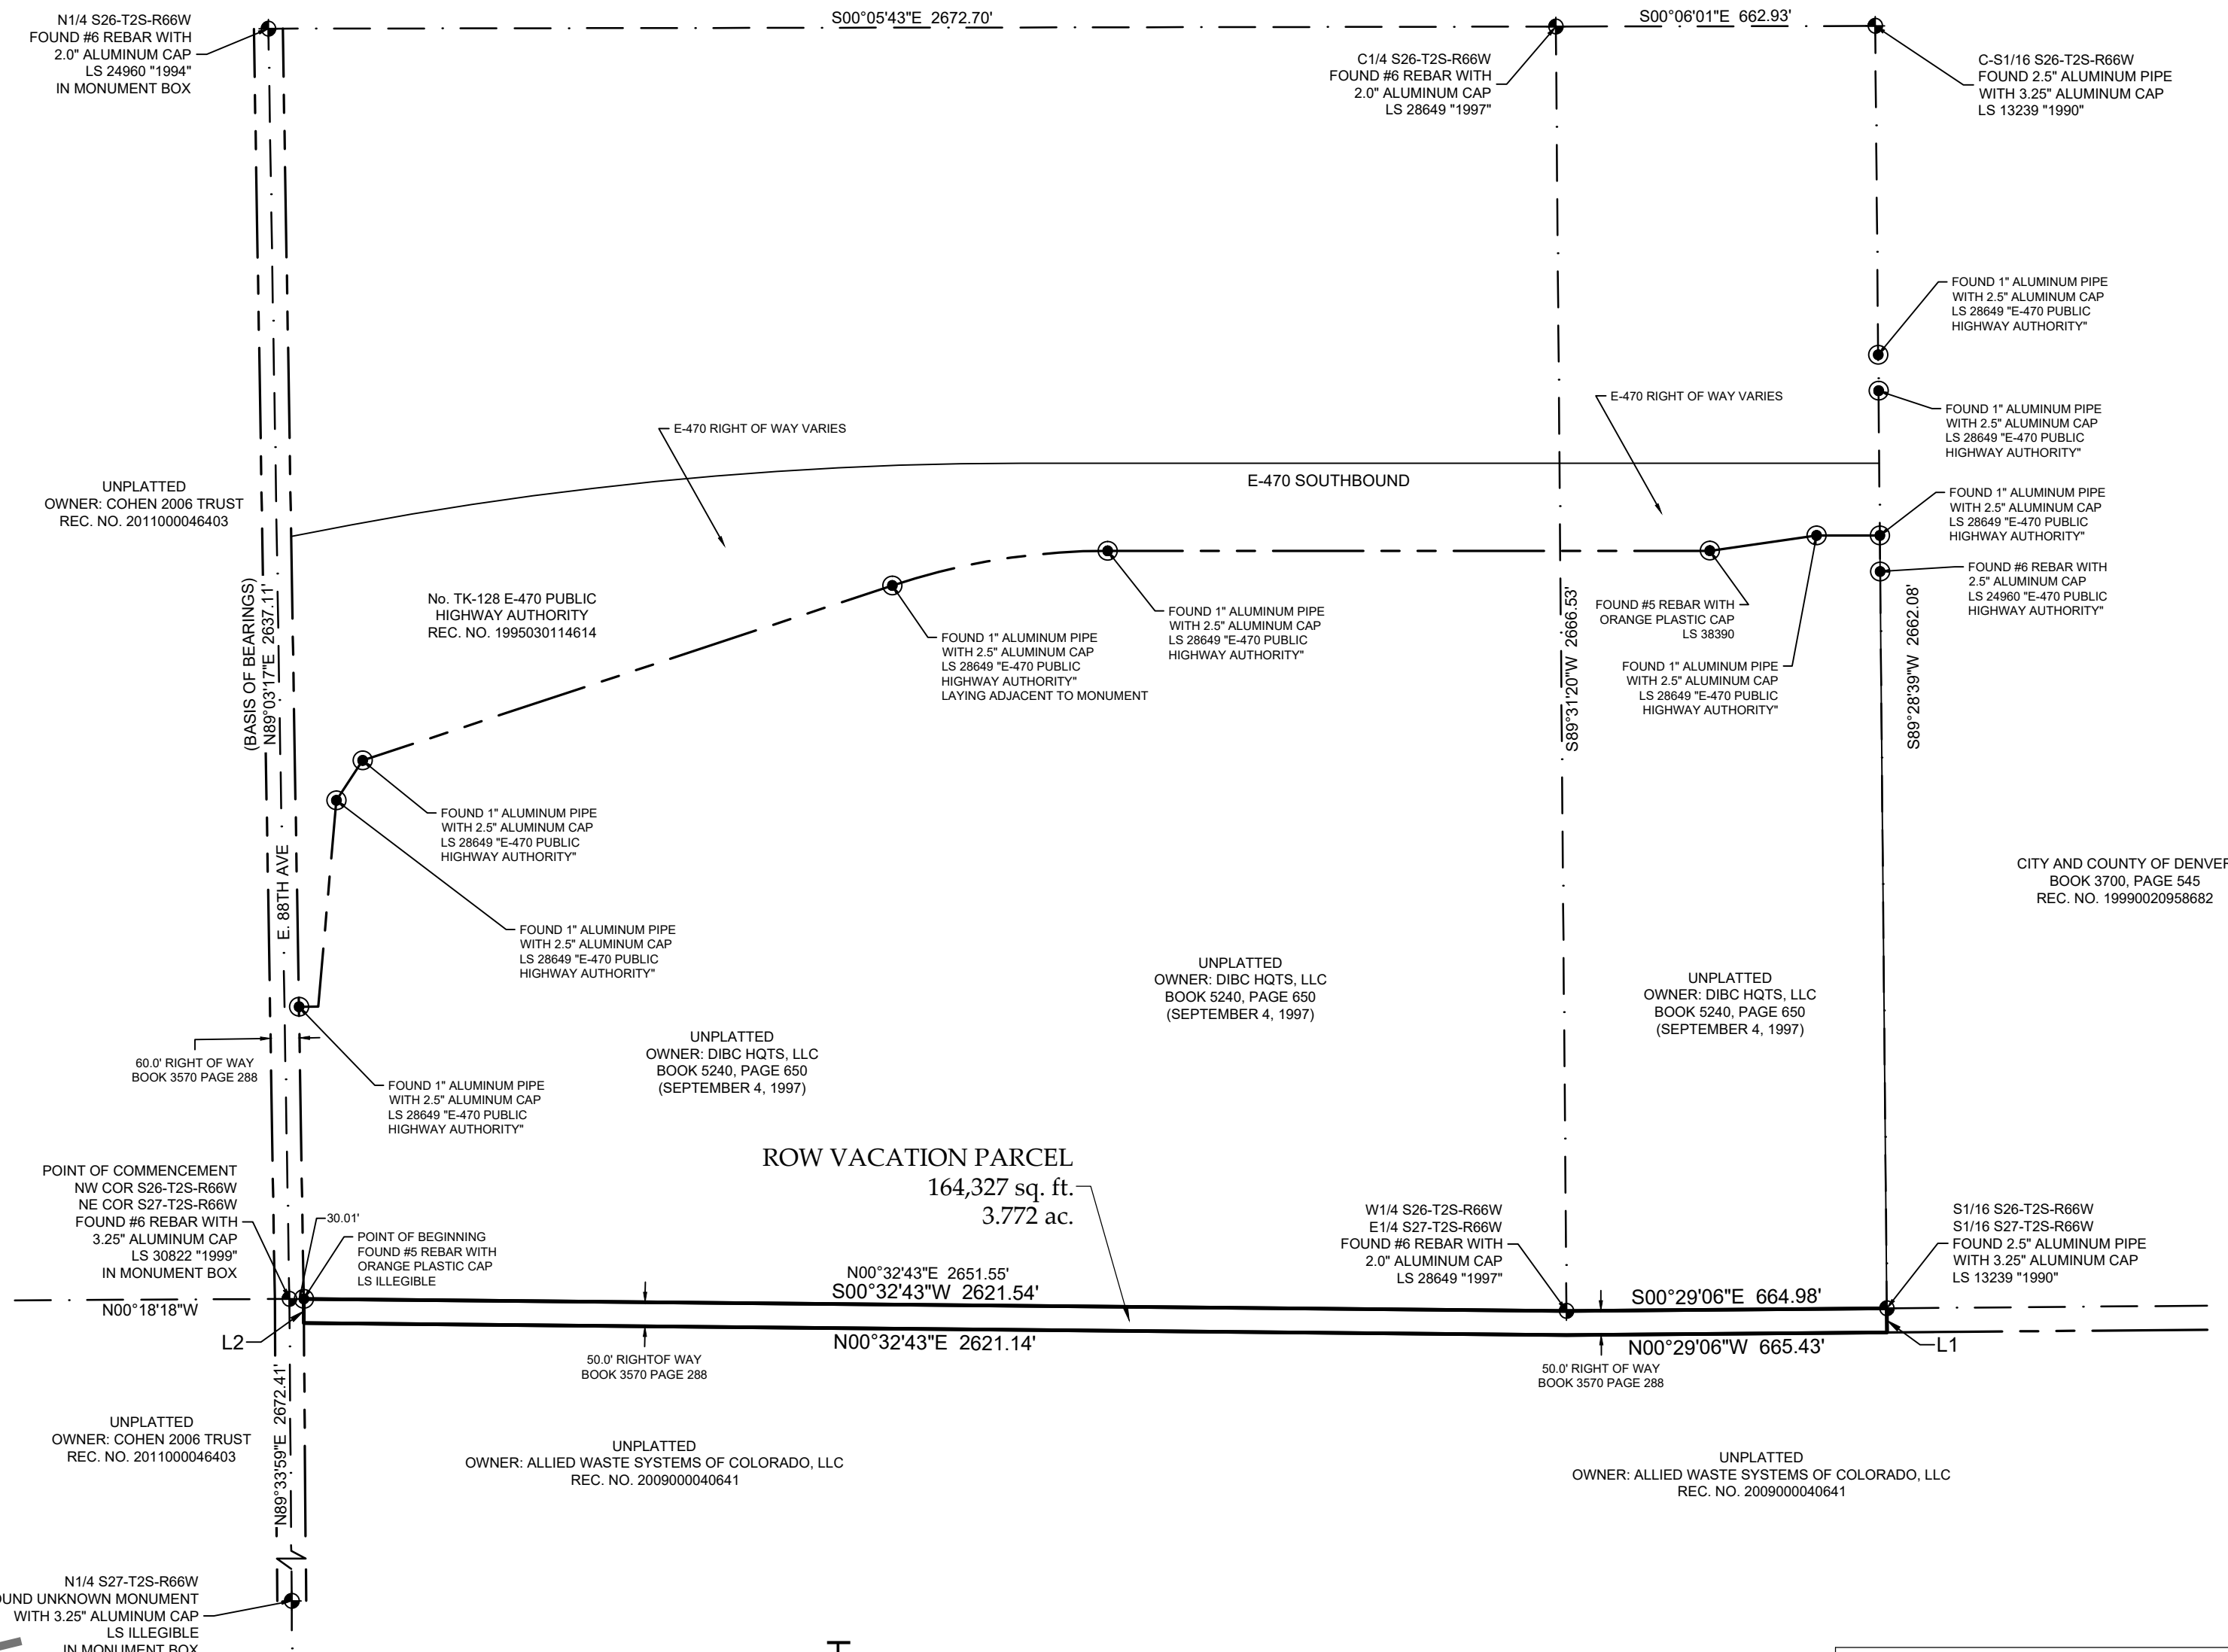 N1/4 S26-T2S-R66W
FOUND #6 REBAR WITH
2.0" ALUMINUM CAP
LS 24960 "1994"
IN MONUMENT BOX
S00°05'43"E 2672.70'
S00°06'01"E 662.93'
C1/4 S26-T2S-R66W
FOUND #6 REBAR WITH
2.0" ALUMINUM CAP
LS 28649 "1997"
C-S1/16 S26-T2S-R66W
FOUND 2.5" ALUMINUM PIPE
WITH 3.25" ALUMINUM CAP
LS 13239 "1990"
FOUND 1" ALUMINUM PIPE
WITH 2.5" ALUMINUM CAP
LS 28649 "E-470 PUBLIC
HIGHWAY AUTHORITY"
E-470 RIGHT OF WAY VARIES
E-470 RIGHT OF WAY VARIES
FOUND 1" ALUMINUM PIPE
WITH 2.5" ALUMINUM CAP
LS 28649 "E-470 PUBLIC
HIGHWAY AUTHORITY"
UNPLATTED
OWNER: COHEN 2006 TRUST
REC. NO. 2011000046403
E-470 SOUTHBOUND
FOUND 1" ALUMINUM PIPE
WITH 2.5" ALUMINUM CAP
LS 28649 "E-470 PUBLIC
HIGHWAY AUTHORITY"
FOUND #6 REBAR WITH
2.5" ALUMINUM CAP
LS 24960 "E-470 PUBLIC
HIGHWAY AUTHORITY"
(BASIS OF BEARINGS)
N89°03'17"E 2637.11'
No. TK-128 E-470 PUBLIC
HIGHWAY AUTHORITY
REC. NO. 1995030114614
FOUND 1" ALUMINUM PIPE
WITH 2.5" ALUMINUM CAP
LS 28649 "E-470 PUBLIC
HIGHWAY AUTHORITY"
LAYING ADJACENT TO MONUMENT
FOUND 1" ALUMINUM PIPE
WITH 2.5" ALUMINUM CAP
LS 28649 "E-470 PUBLIC
HIGHWAY AUTHORITY"
S89°31'20"W 2666.53'
FOUND #5 REBAR WITH
ORANGE PLASTIC CAP
LS 38390
FOUND 1" ALUMINUM PIPE
WITH 2.5" ALUMINUM CAP
LS 28649 "E-470 PUBLIC
HIGHWAY AUTHORITY"
S89°28'39"W 2662.08'
FOUND 1" ALUMINUM PIPE
WITH 2.5" ALUMINUM CAP
LS 28649 "E-470 PUBLIC
HIGHWAY AUTHORITY"
E. 88TH AVE
CITY AND COUNTY OF DENVER
BOOK 3700, PAGE 545
REC. NO. 19990020958682
FOUND 1" ALUMINUM PIPE
WITH 2.5" ALUMINUM CAP
LS 28649 "E-470 PUBLIC
HIGHWAY AUTHORITY"
UNPLATTED
OWNER: DIBC HQTS, LLC
BOOK 5240, PAGE 650
(SEPTEMBER 4, 1997)
UNPLATTED
OWNER: DIBC HQTS, LLC
BOOK 5240, PAGE 650
(SEPTEMBER 4, 1997)
UNPLATTED
OWNER: DIBC HQTS, LLC
BOOK 5240, PAGE 650
(SEPTEMBER 4, 1997)
60.0' RIGHT OF WAY
BOOK 3570 PAGE 288
FOUND 1" ALUMINUM PIPE
WITH 2.5" ALUMINUM CAP
LS 28649 "E-470 PUBLIC
HIGHWAY AUTHORITY"
ROW VACATION PARCEL
164,327 sq. ft.
3.772 ac.
POINT OF COMMENCEMENT
NW COR S26-T2S-R66W
NE COR S27-T2S-R66W
FOUND #6 REBAR WITH
3.25" ALUMINUM CAP
LS 30822 "1999"
IN MONUMENT BOX
30.01'
POINT OF BEGINNING
FOUND #5 REBAR WITH
ORANGE PLASTIC CAP
LS ILLEGIBLE
W1/4 S26-T2S-R66W
E1/4 S27-T2S-R66W
FOUND #6 REBAR WITH
2.0" ALUMINUM CAP
LS 28649 "1997"
S1/16 S26-T2S-R66W
S1/16 S27-T2S-R66W
FOUND 2.5" ALUMINUM PIPE
WITH 3.25" ALUMINUM CAP
LS 13239 "1990"
N00°32'43"E 2651.55'
S00°32'43"W 2621.54'
S00°29'06"E 664.98'
N00°18'18"W
L2
N00°32'43"E 2621.14'
N00°29'06"W 665.43'
L1
50.0' RIGHTOF WAY
BOOK 3570 PAGE 288
50.0' RIGHT OF WAY
BOOK 3570 PAGE 288
N89°33'59"E 2672.41'
UNPLATTED
OWNER: COHEN 2006 TRUST
REC. NO. 2011000046403
UNPLATTED
OWNER: ALLIED WASTE SYSTEMS OF COLORADO, LLC
REC. NO. 2009000040641
UNPLATTED
OWNER: ALLIED WASTE SYSTEMS OF COLORADO, LLC
REC. NO. 2009000040641
N1/4 S27-T2S-R66W
OUND UNKNOWN MONUMENT
WITH 3.25" ALUMINUM CAP
LS ILLEGIBLE
IN MONUMENT BOX